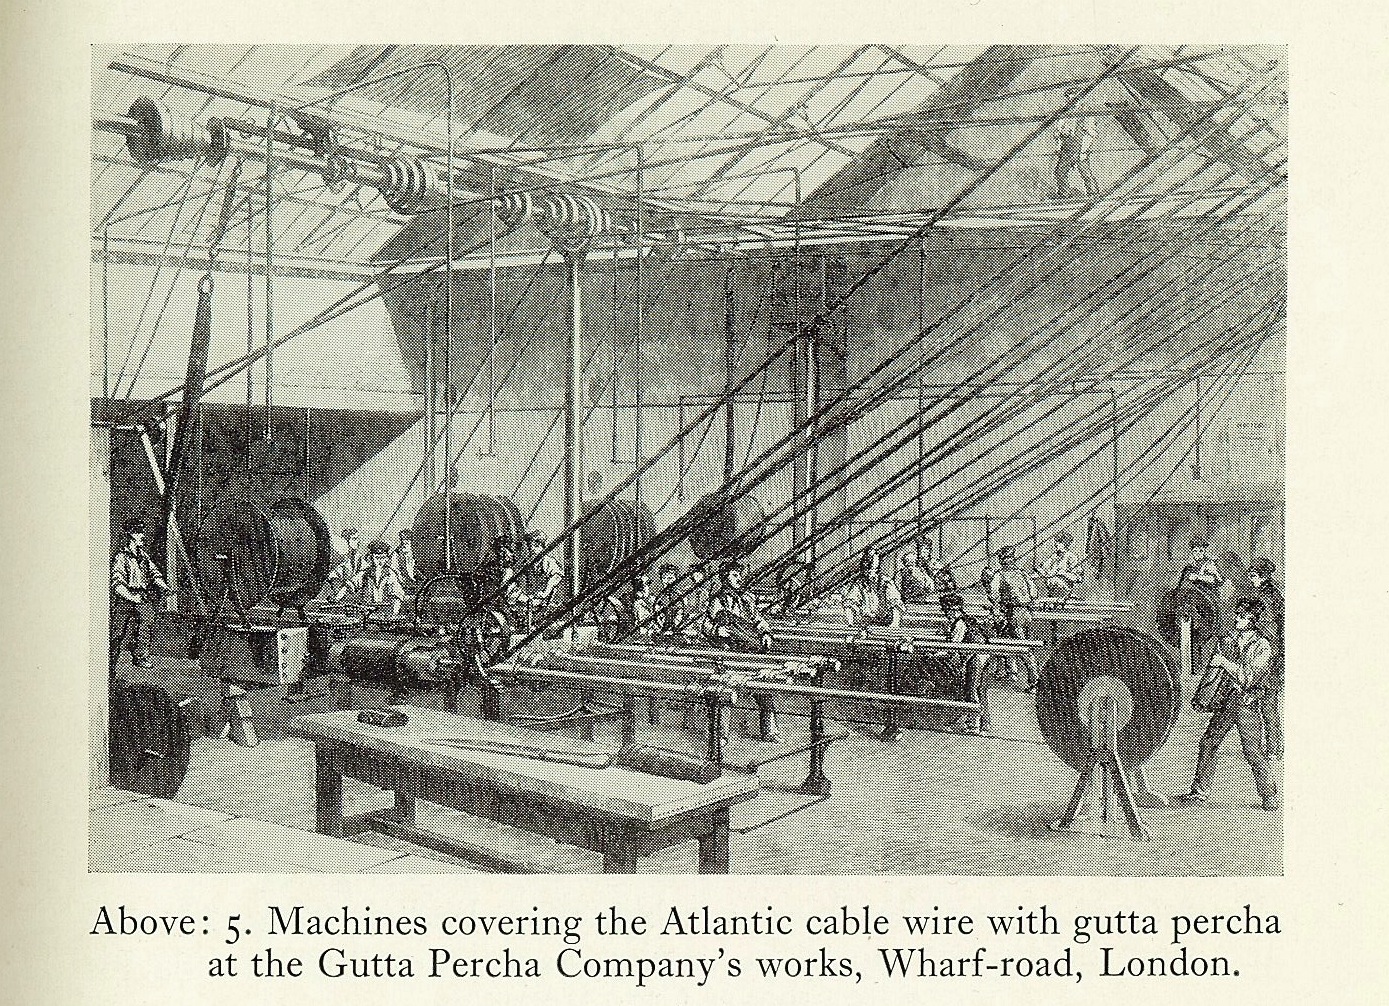 Above: 5. Machines covering the Atlantic cable wire with gutta percha
at the Gutta Percha Company's works, Wharf-road, London.